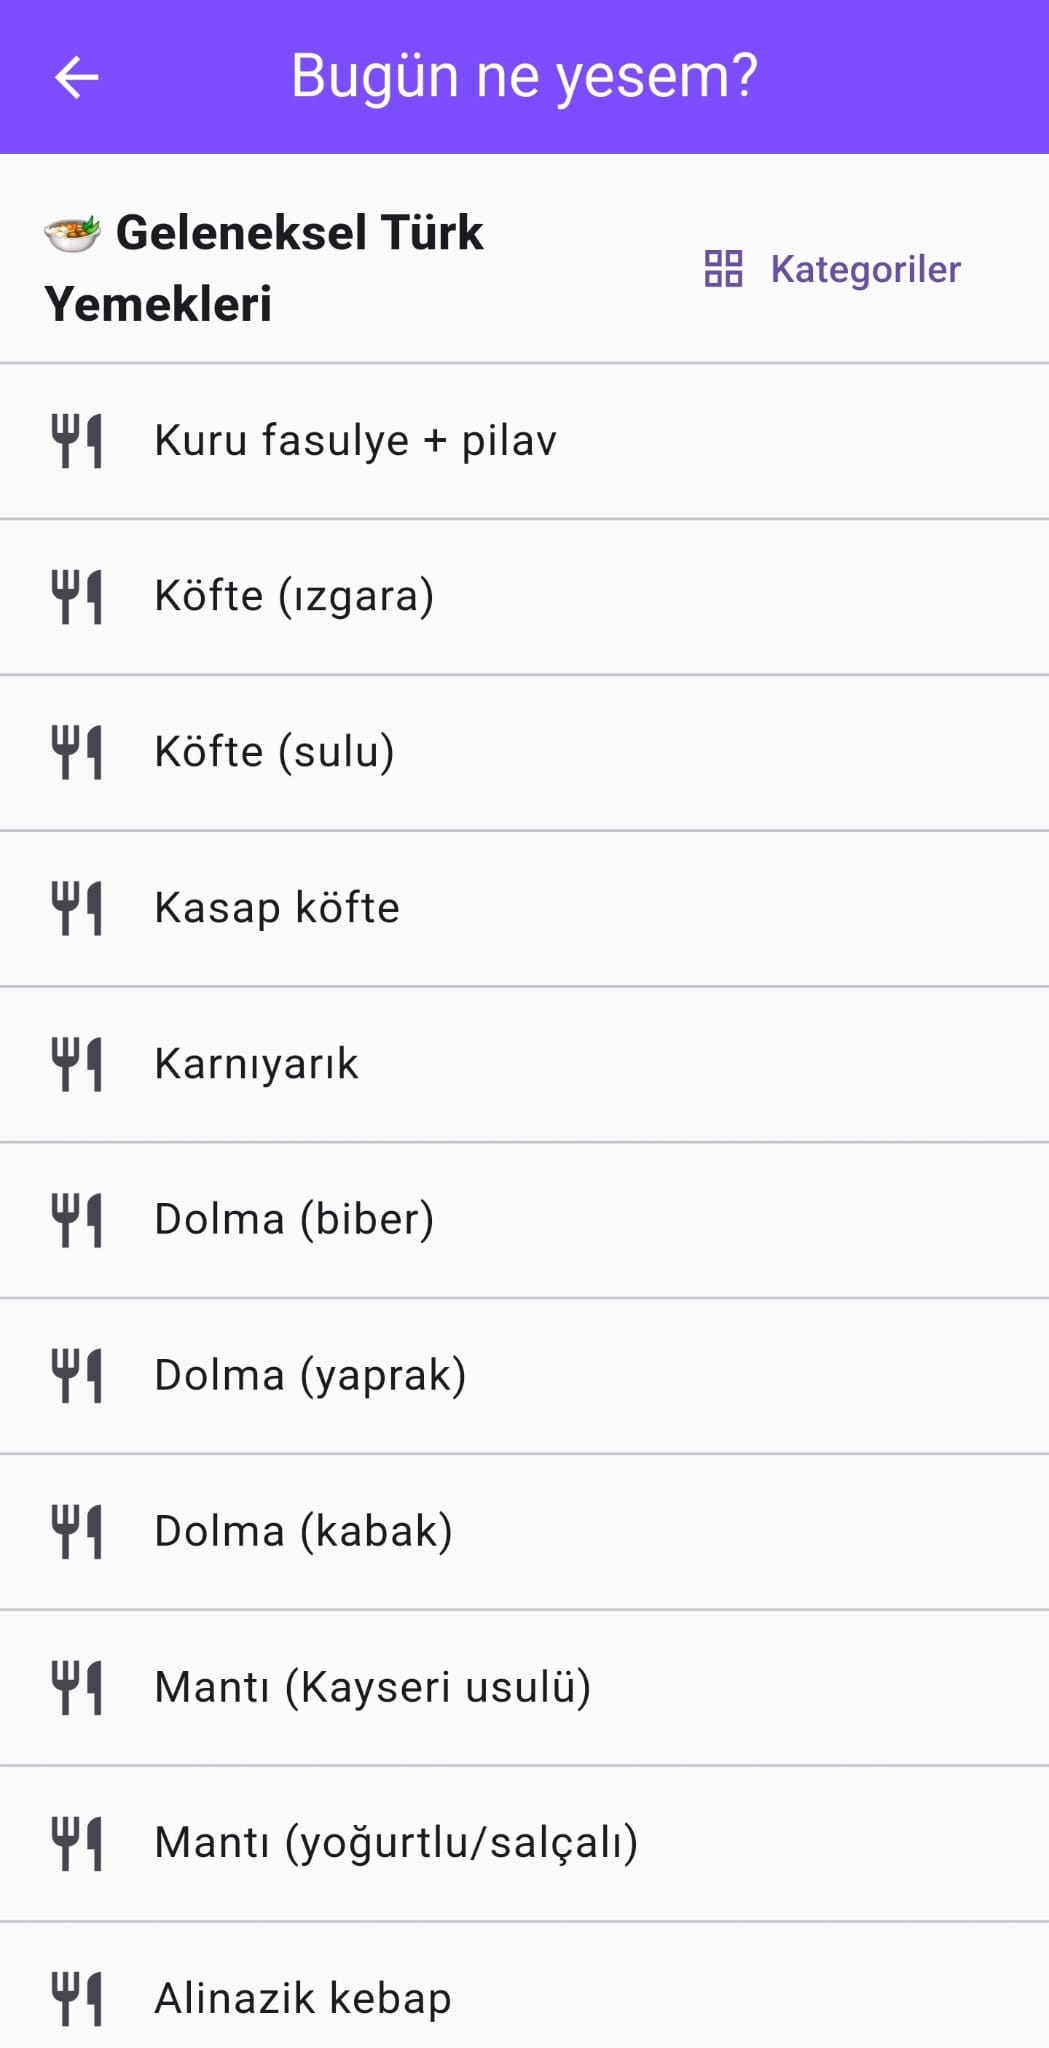 Bugün ne yesem?
🍲 Geleneksel Türk
Yemekleri
Kategoriler
Kuru fasulye + pilav
Köfte (ızgara)
Köfte (sulu)
Kasap köfte
Karnıyarık
Dolma (biber)
Dolma (yaprak)
Dolma (kabak)
Mantı (Kayseri usulü)
Mantı (yoğurtlu/salçalı)
Alinazik kebap